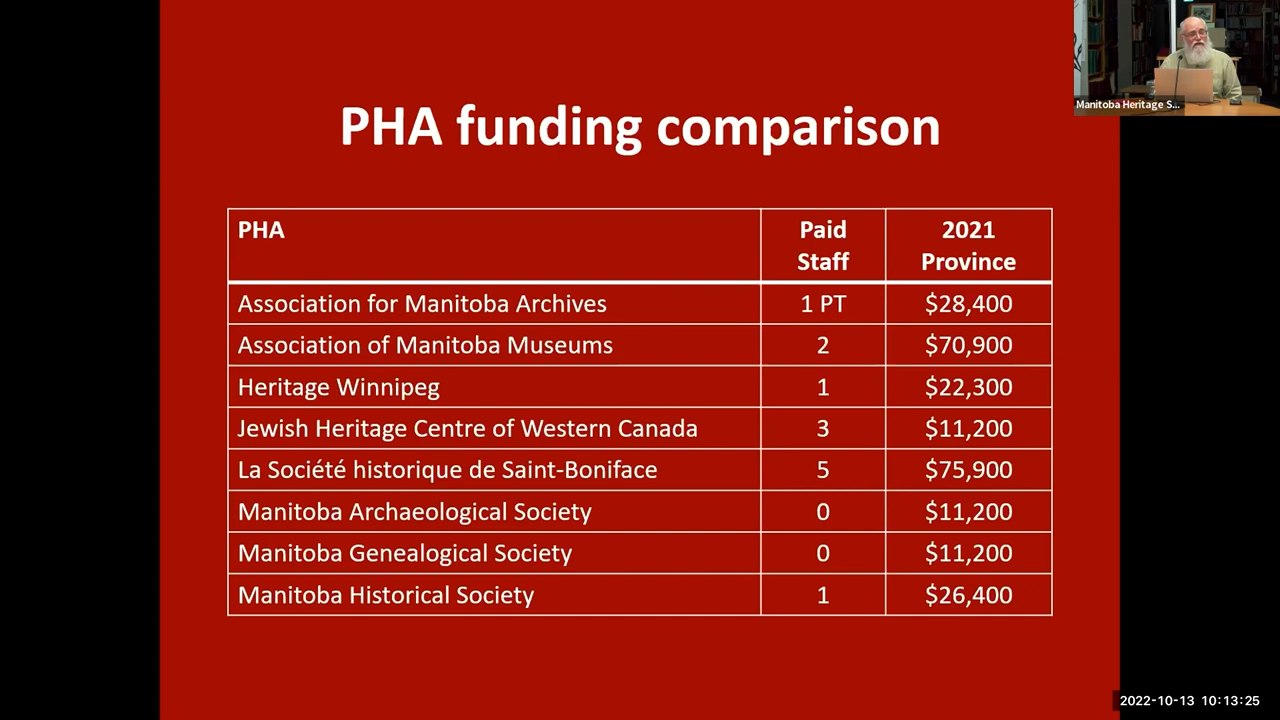 Manitoba Heritage S...
PHA funding comparison
PHA Paid Staff 2021 Province
Association for Manitoba Archives 1 PT $28,400
Association of Manitoba Museums 2 $70,900
Heritage Winnipeg 1 $22,300
Jewish Heritage Centre of Western Canada 3 $11,200
La Société historique de Saint-Boniface 5 $75,900
Manitoba Archaeological Society 0 $11,200
Manitoba Genealogical Society 0 $11,200
Manitoba Historical Society 1 $26,400
2022-10-13 10:13:25